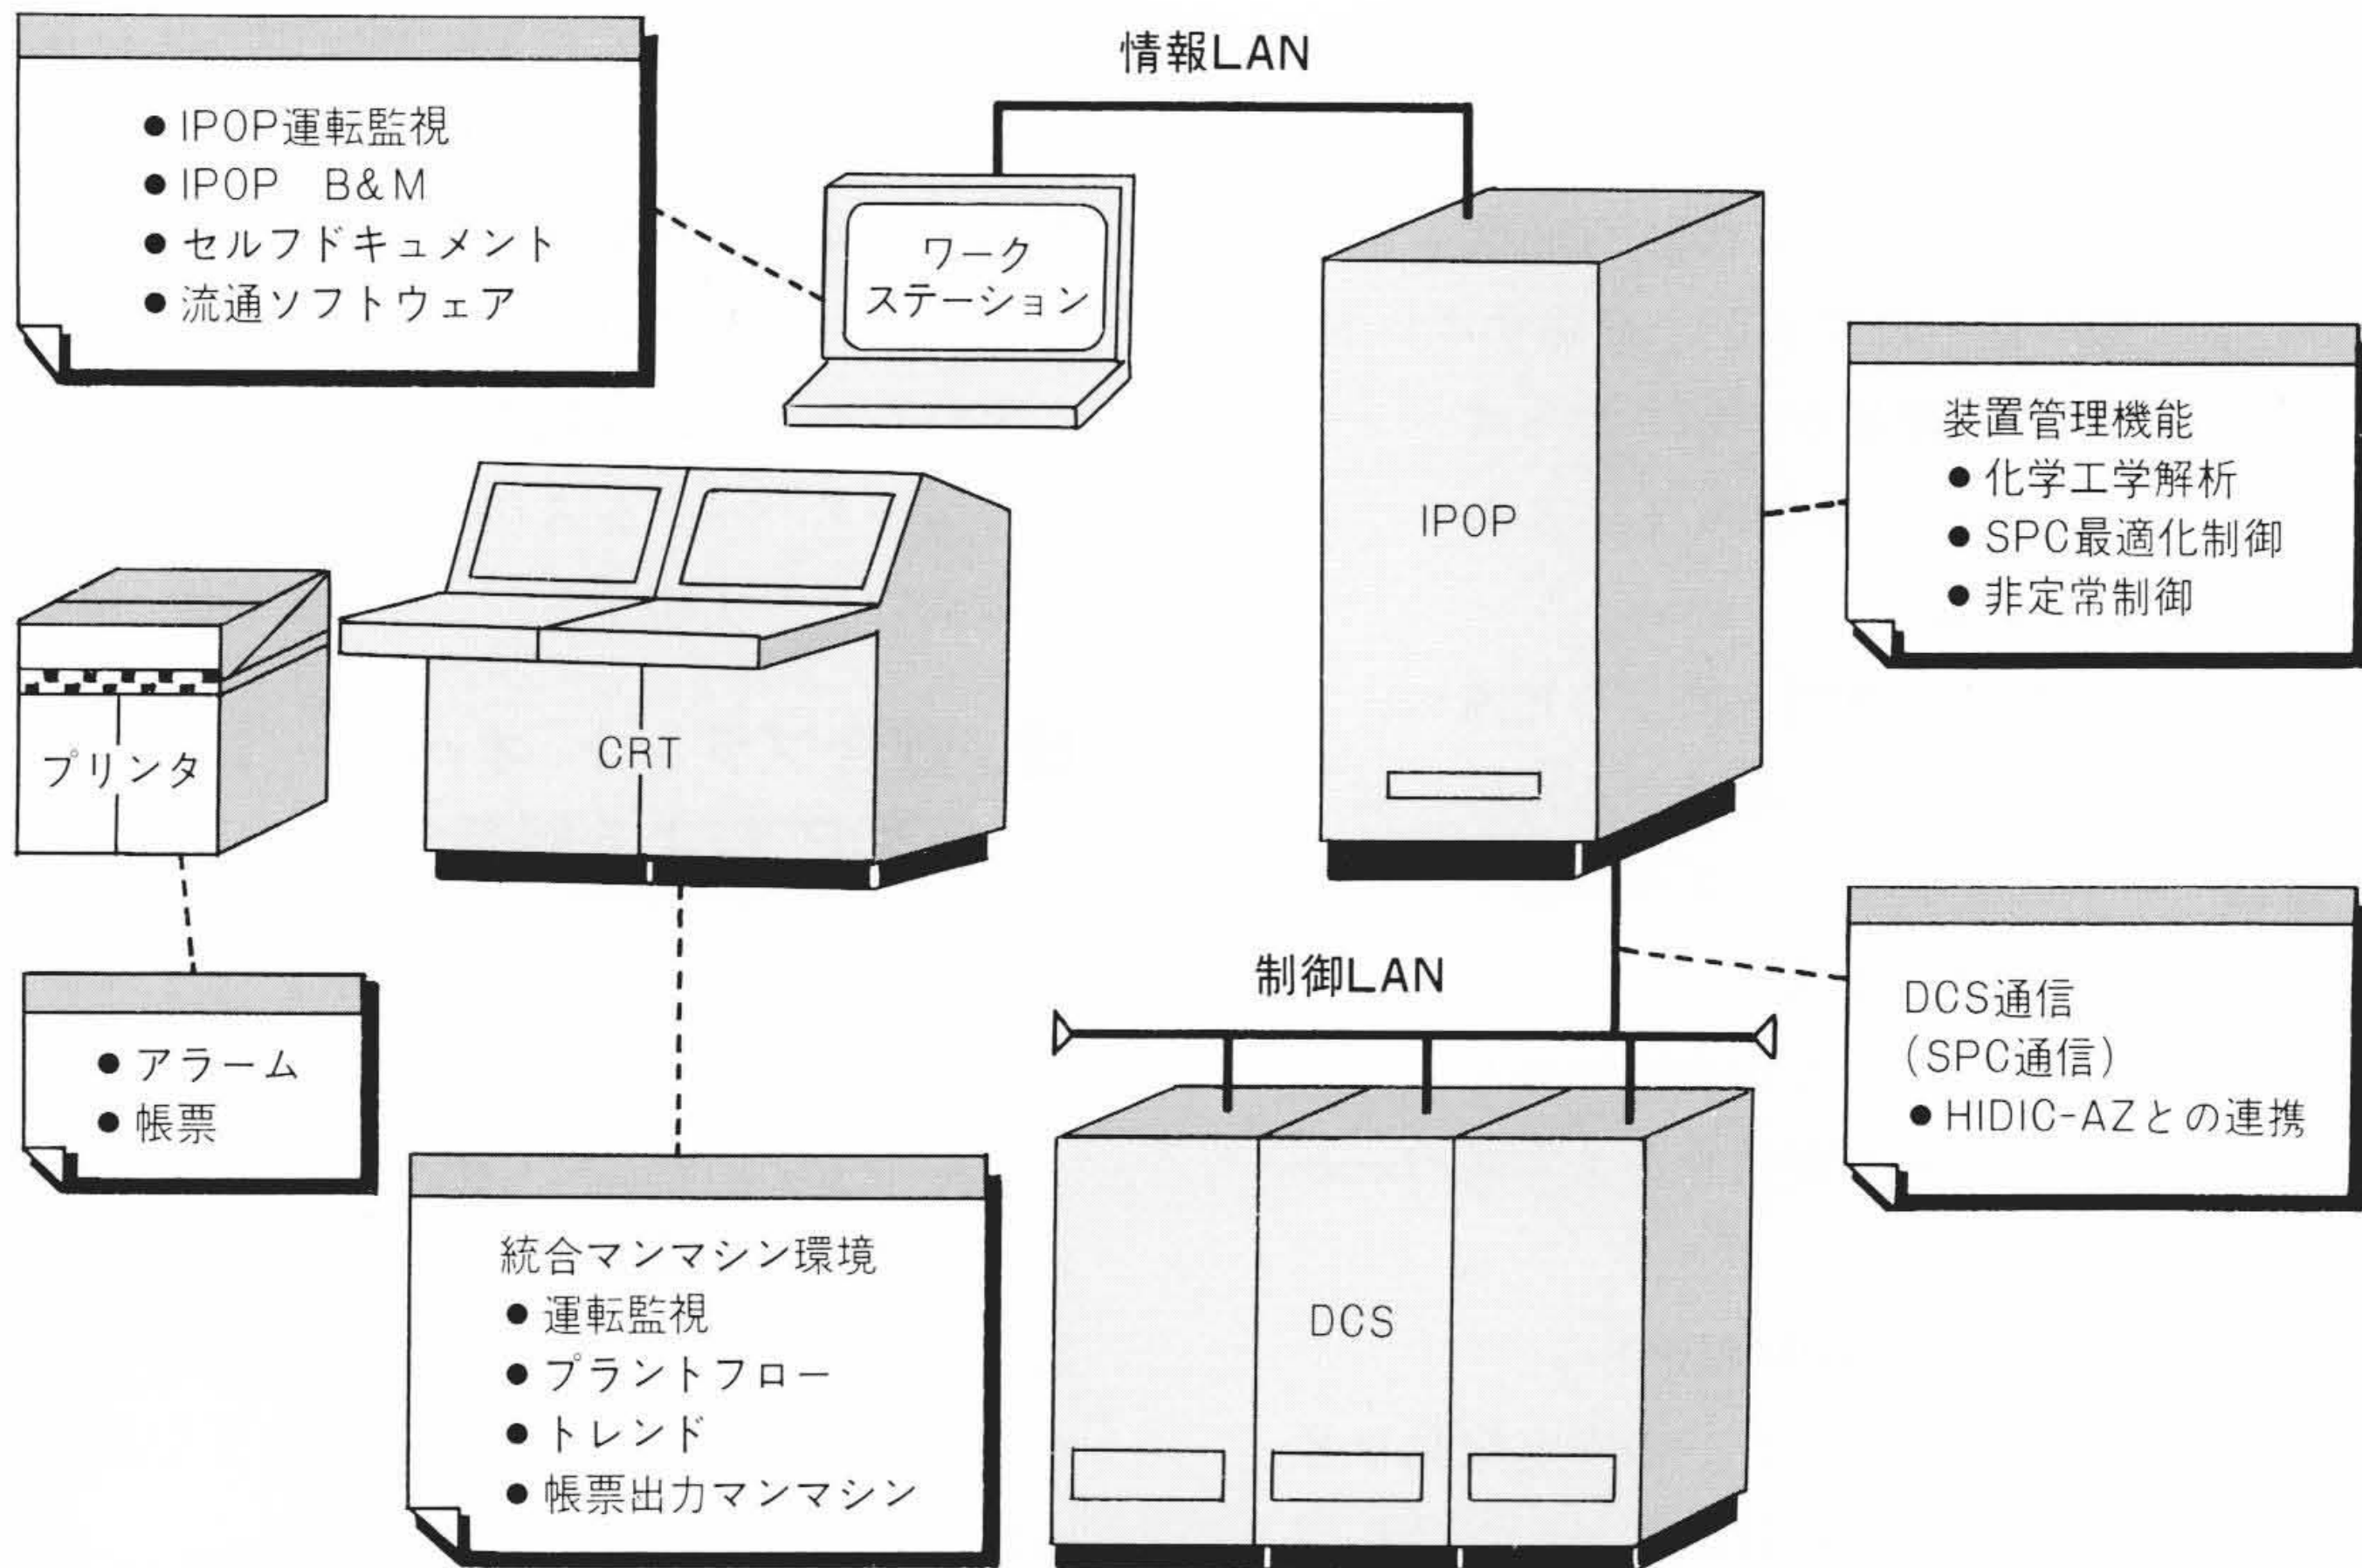 情報LAN
● IPOP運転監視
● IPOP B&M
● セルフドキュメント
● 流通ソフトウェア
ワーク
ステーション
IPOP
装置管理機能
● 化学工学解析
● SPC最適化制御
● 非定常制御
プリンタ
CRT
制御LAN
DCS通信
(SPC通信)
● HIDIC-AZとの連携
● アラーム
● 帳票
統合マンマシン環境
● 運転監視
● プラントフロー
● トレンド
● 帳票出力マンマシン
DCS